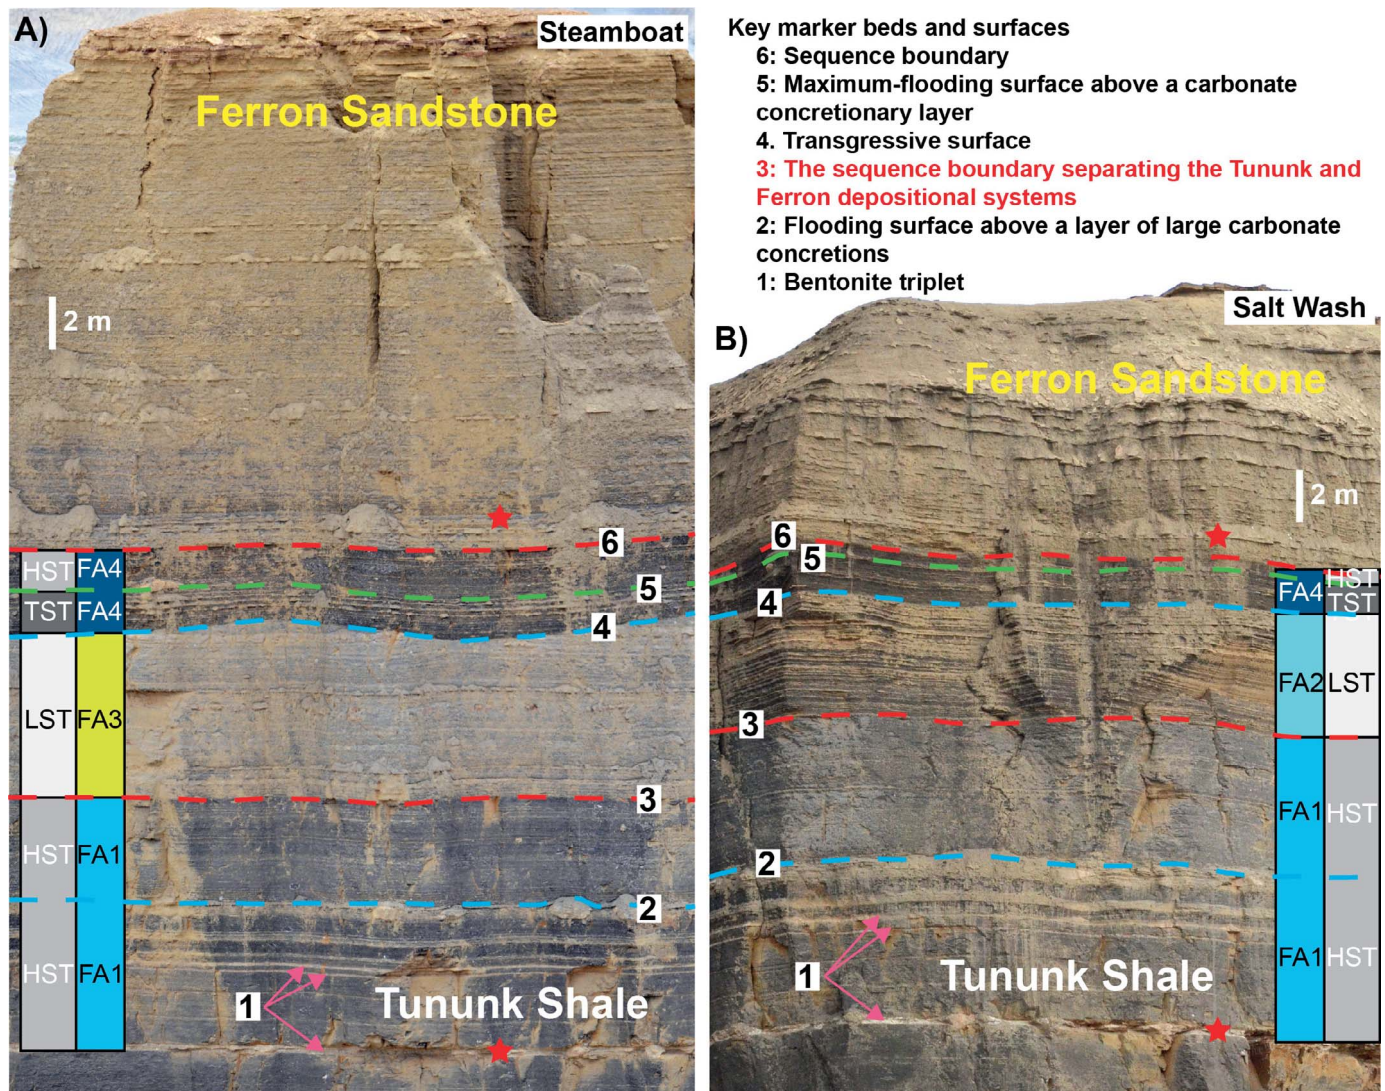 A)
Steamboat
Ferron Sandstone
2 m
6
5
4
3
2
1
HST
FA4
TST
FA4
LST
FA3
HST
FA1
HST
FA1
Tununk Shale
Key marker beds and surfaces
6: Sequence boundary
5: Maximum-flooding surface above a carbonate
concretionary layer
4. Transgressive surface
3: The sequence boundary separating the Tununk and
Ferron depositional systems
2: Flooding surface above a layer of large carbonate
concretions
1: Bentonite triplet
Salt Wash
B)
Ferron Sandstone
2 m
6
5
4
3
2
1
HST
FA4
TST
FA2
LST
FA1
HST
FA1
HST
Tununk Shale